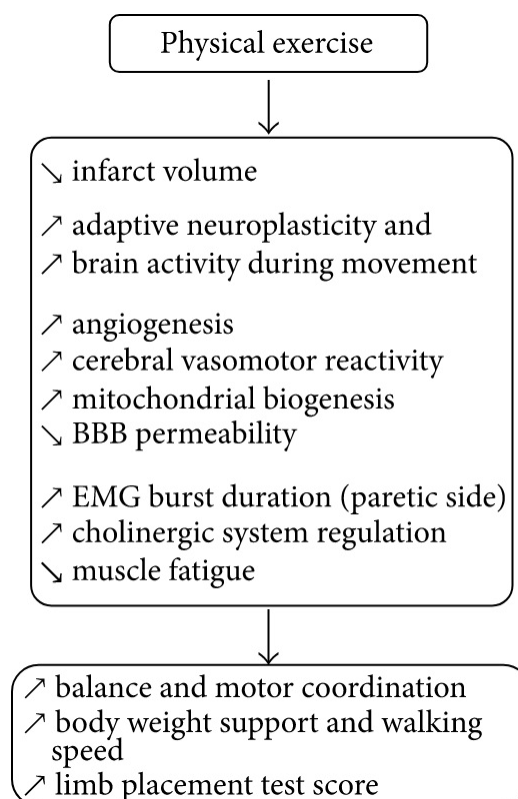 Physical exercise
↘ infarct volume
↗ adaptive neuroplasticity and
↗ brain activity during movement
↗ angiogenesis
↗ cerebral vasomotor reactivity
↗ mitochondrial biogenesis
↘ BBB permeability
↗ EMG burst duration (paretic side)
↗ cholinergic system regulation
↘ muscle fatigue
↗ balance and motor coordination
↗ body weight support and walking
speed
↗ limb placement test score